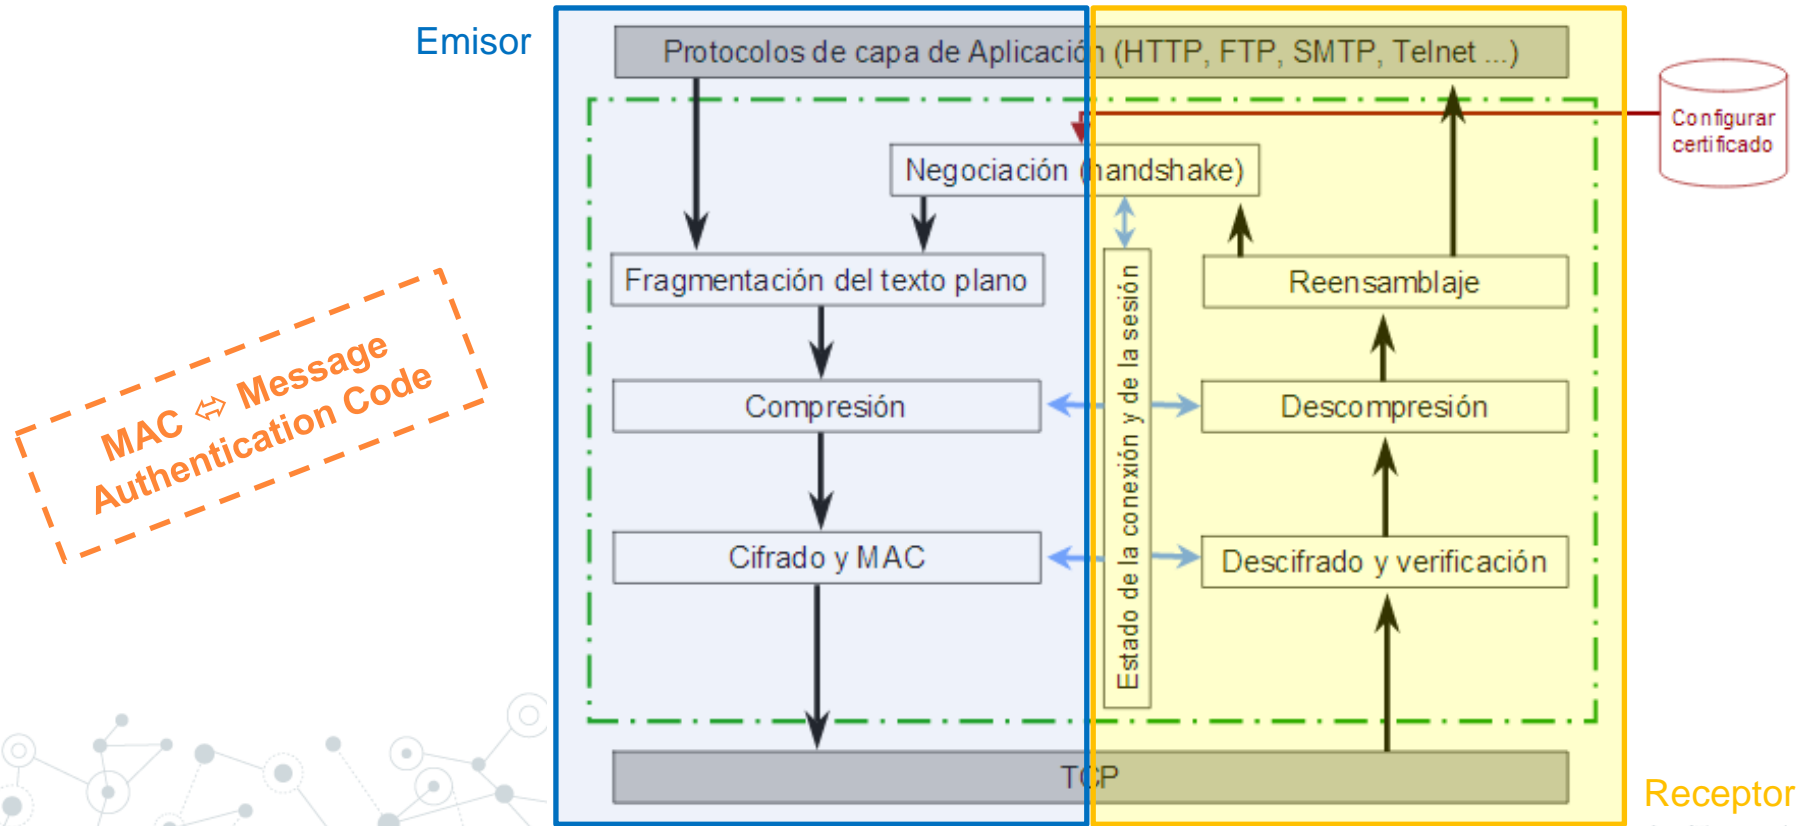 Emisor
Protocolos de capa de Aplicación (HTTP, FTP, SMTP, Telnet ...)
Configurar
certificado
Negociación (handshake)
Fragmentación del texto plano
Reensamblaje
Estado de la conexión y de la sesión
MAC ⬄ Message
Authentication Code
Compresión
Descompresión
Cifrado y MAC
Descifrado y verificación
TCP
Receptor